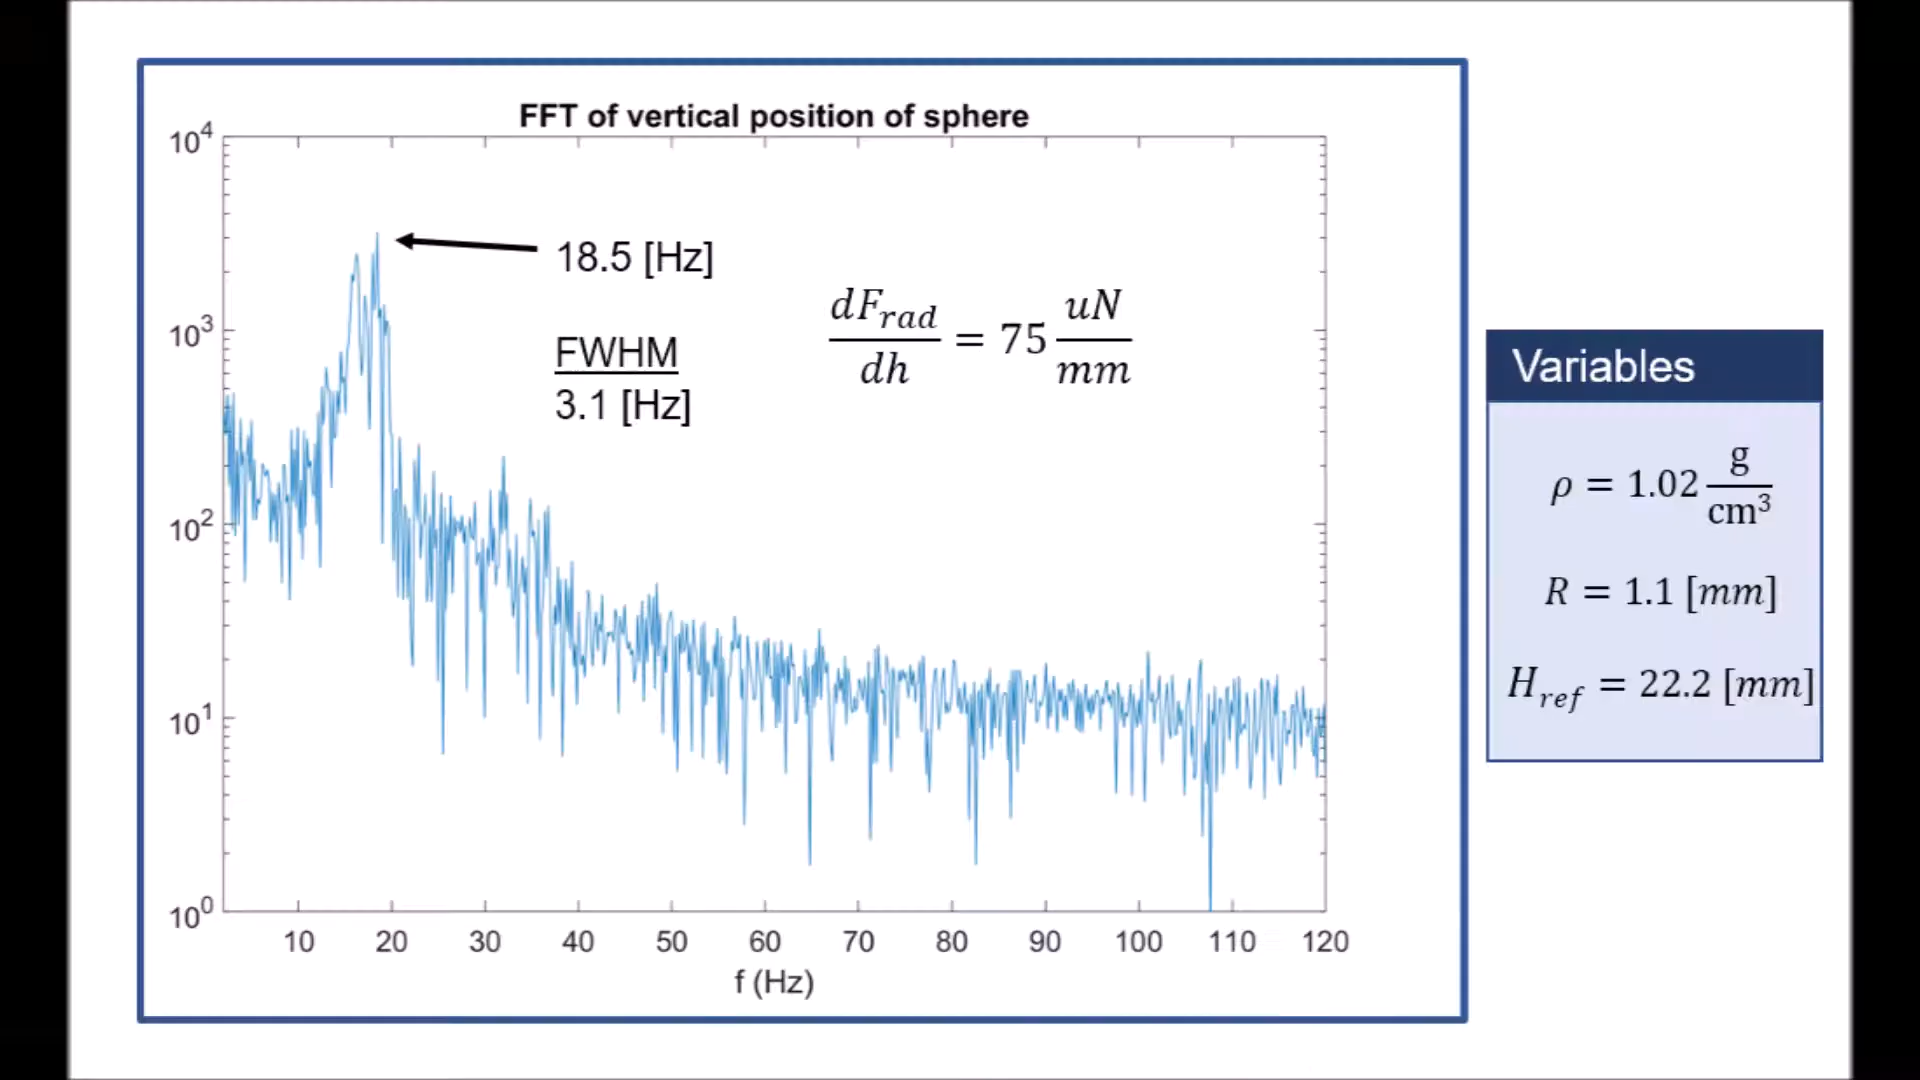 FFT of vertical position of sphere
10^4
10^3
10^2
10^1
10^0
18.5 [Hz]
FWHM
3.1 [Hz]
dF_rad/dh = 75 uN/mm
10 20 30 40 50 60 70 80 90 100 110 120
f (Hz)
Variables
ρ = 1.02 g/cm³
R = 1.1 [mm]
H_ref = 22.2 [mm]